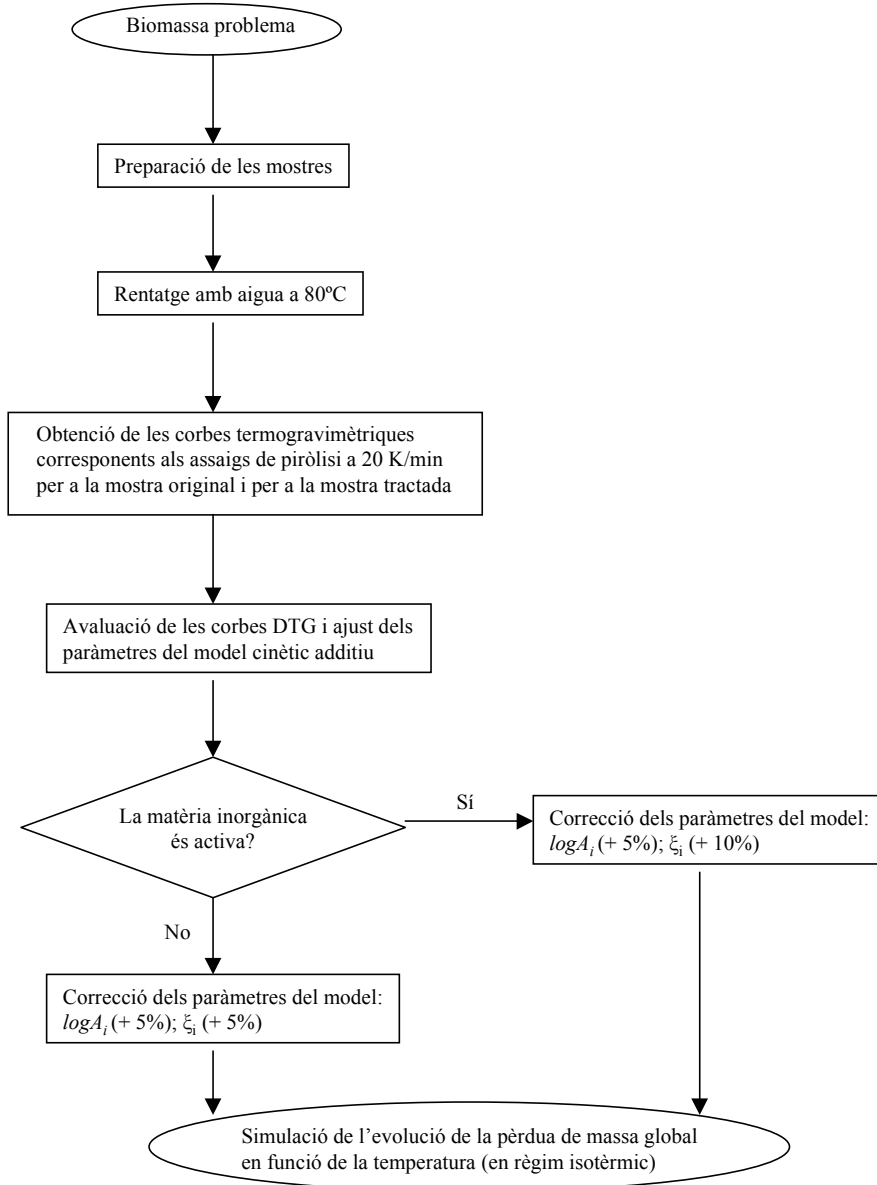 Biomassa problema
Preparació de les mostres
Rentatge amb aigua a 80ºC
Obtenció de les corbes termogravimètriques
corresponents als assaigs de piròlisi a 20 K/min
per a la mostra original i per a la mostra tractada
Avaluació de les corbes DTG i ajust dels
paràmetres del model cinètic additiu
La matèria inorgànica
és activa?
Sí
Correcció dels paràmetres del model:
logAi (+ 5%); ξi (+ 10%)
No
Correcció dels paràmetres del model:
logAi (+ 5%); ξi (+ 5%)
Simulació de l’evolució de la pèrdua de massa global
en funció de la temperatura (en règim isotèrmic)